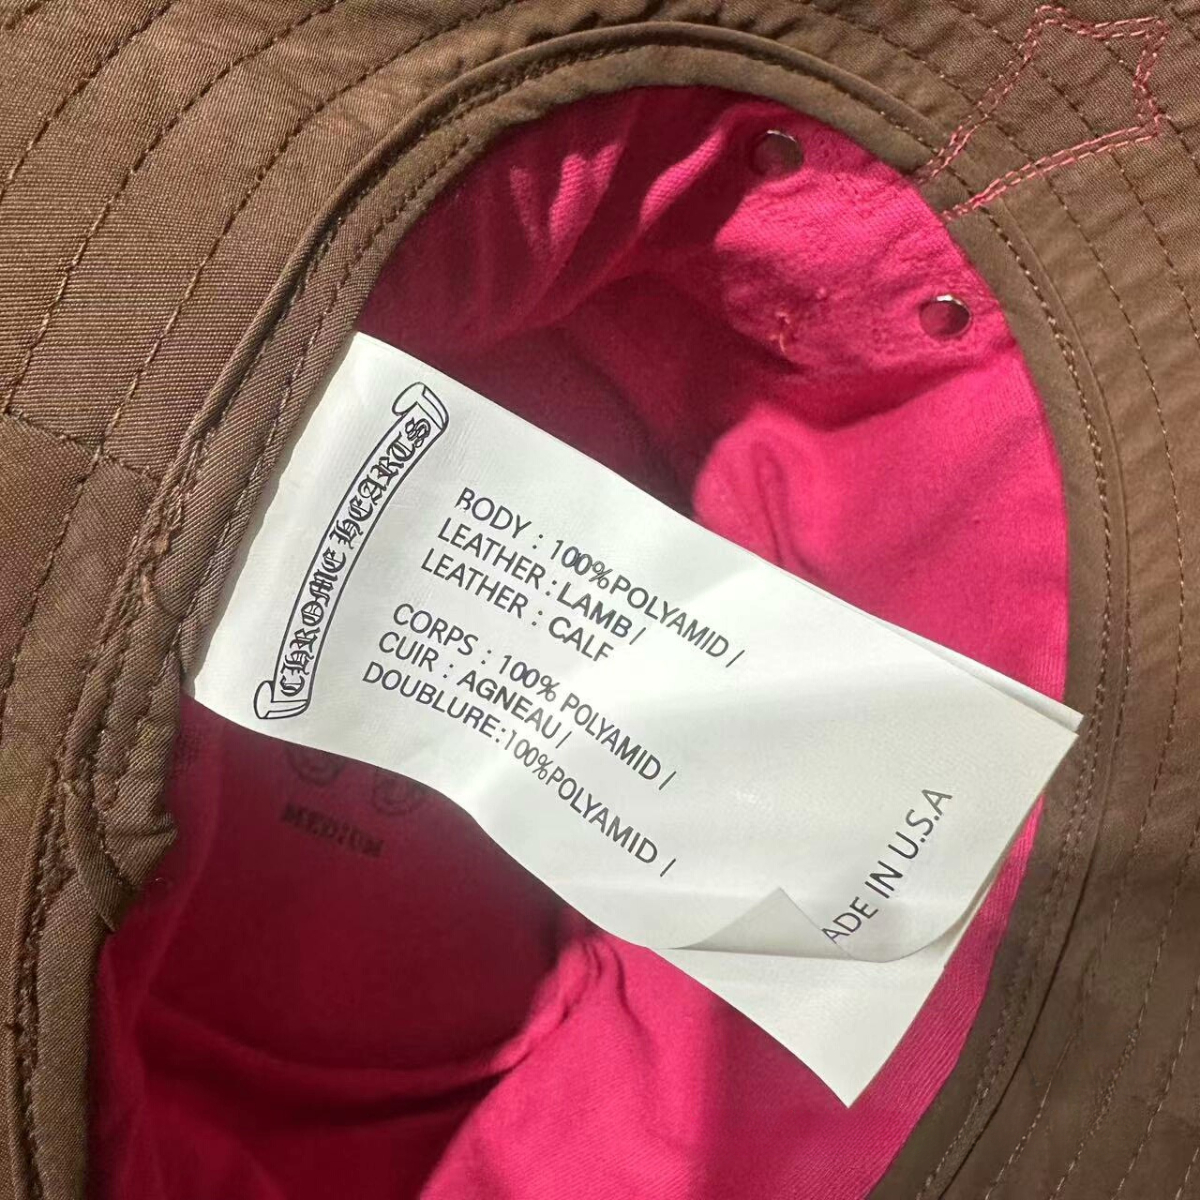 CHROME HEARTS
BODY : 100%POLYAMID /
LEATHER : LAMB /
LEATHER : CALF
CORPS : 100% POLYAMID /
CUIR : AGNEAU /
DOUBLURE:100%POLYAMID /
ADE IN U.S.A
MEDIUM